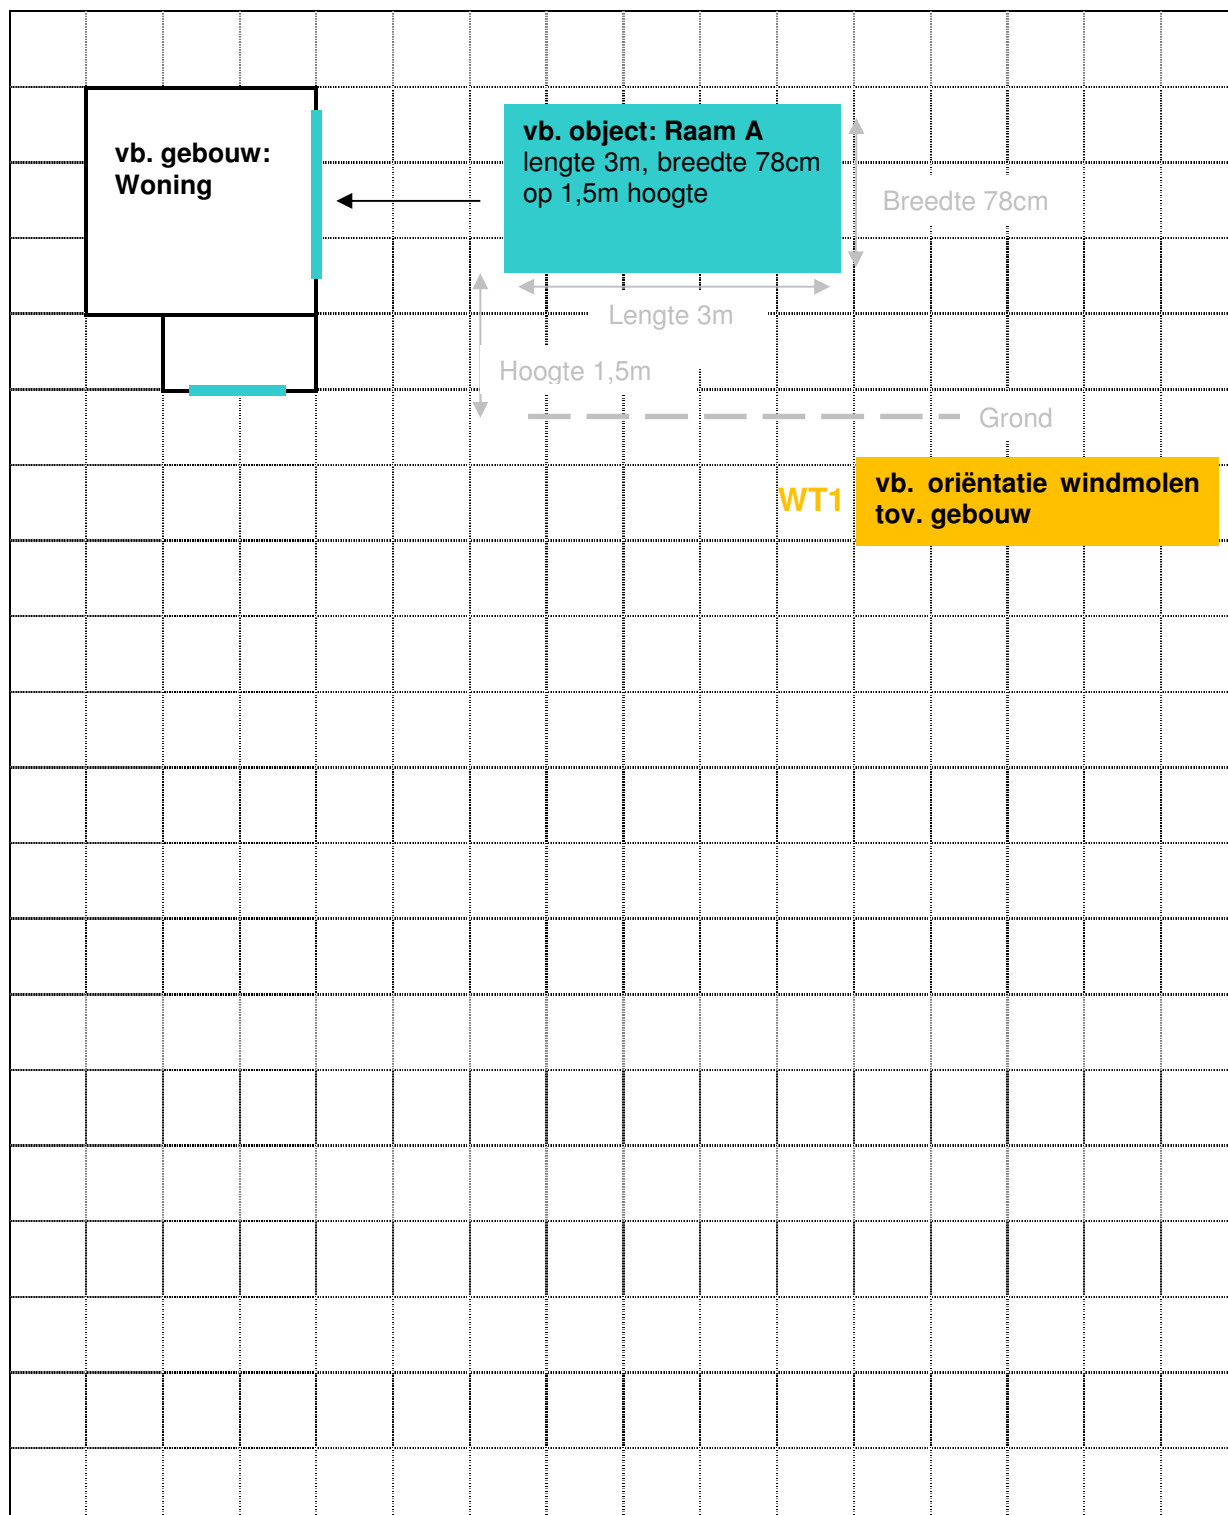 vb. gebouw:
Woning
vb. object: Raam A
lengte 3m, breedte 78cm
op 1,5m hoogte
Breedte 78cm
Lengte 3m
Hoogte 1,5m
Grond
WT1
vb. oriëntatie windmolen
tov. gebouw